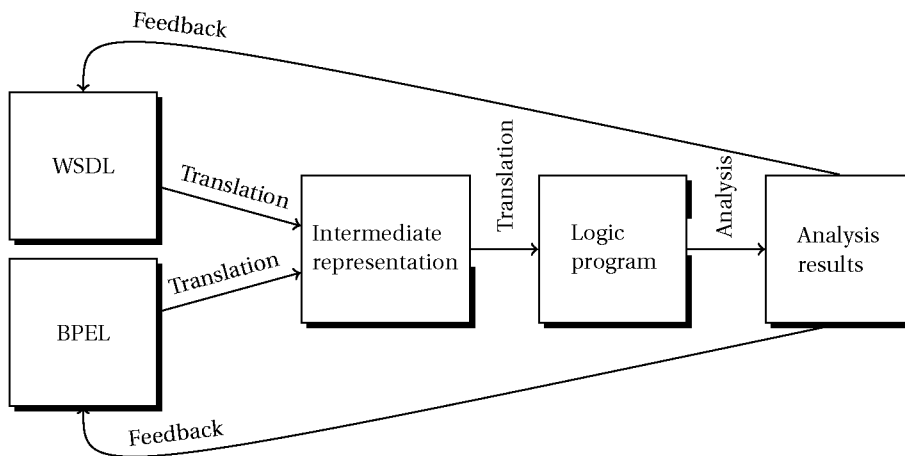 Feedback
WSDL
Translation
Translation
BPEL
Intermediate
representation
Translation
Logic
program
Analysis
Analysis
results
Feedback